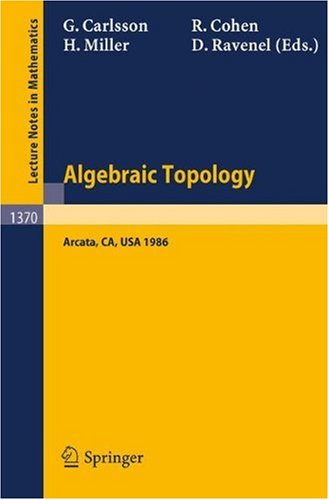 G. Carlsson R. Cohen
H. Miller D. Ravenel (Eds.)
Lecture Notes in Mathematics
Algebraic Topology
1370
Arcata, CA, USA 1986
Springer